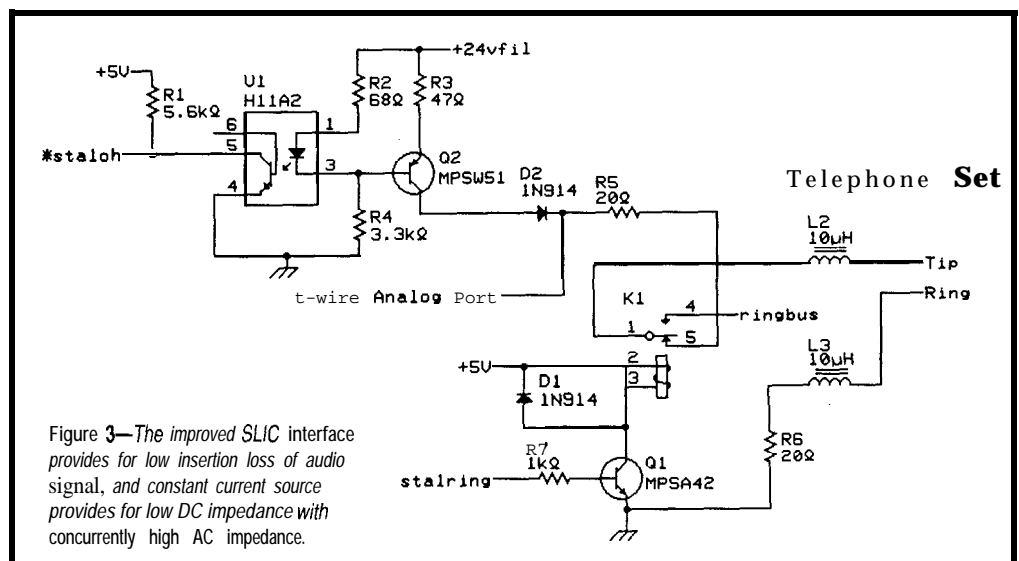 +24vfil
+5V
R1
5.6kΩ
U1
H11A2
R2
68Ω
R3
47Ω
6
1
5
*staloh
3
4
Q2
MPSW51
D2
1N914
R5
20Ω
Telephone Set
R4
3.3kΩ
L2
10µH
Tip
t-wire Analog Port
Ring
K1
4
ringbus
1
5
L3
10µH
+5V
2
3
D1
1N914
R6
20Ω
R7
1kΩ
Q1
MPSA42
stalring
Figure 3—The improved SLIC interface
provides for low insertion loss of audio
signal, and constant current source
provides for low DC impedance with
concurrently high AC impedance.